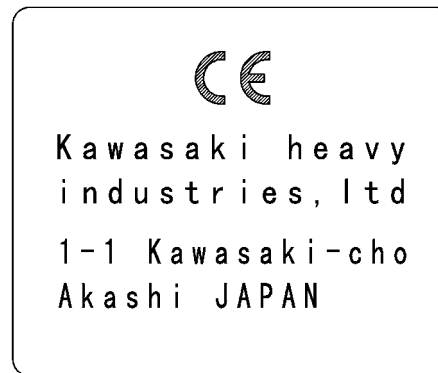 CE
Kawasaki heavy
industries,ltd
1-1 Kawasaki-cho
Akashi JAPAN